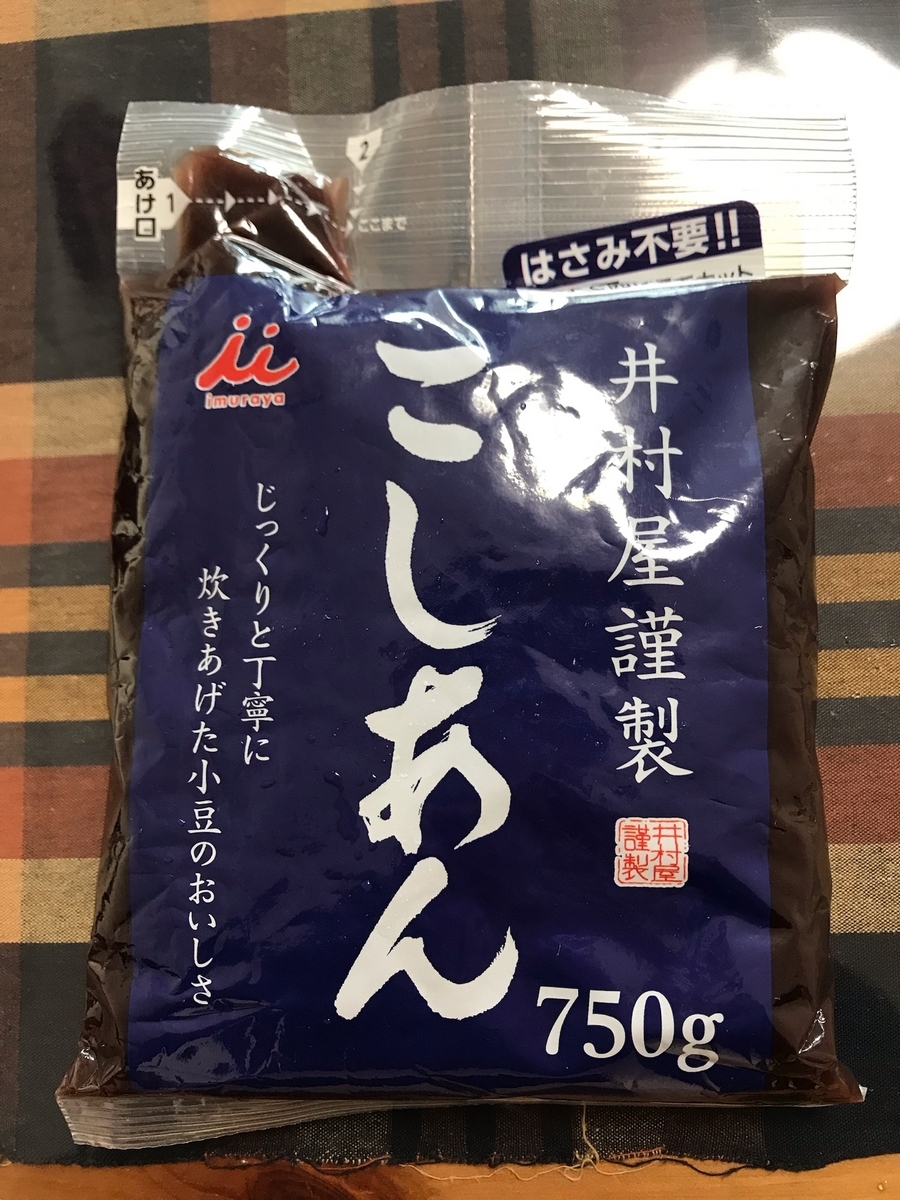 あけ口
1
2
ここまで
はさみ不要!!
imuraya
井村屋謹製
こしあん
じっくりと丁寧に
炊きあげた小豆のおいしさ
井村屋
謹製
750g